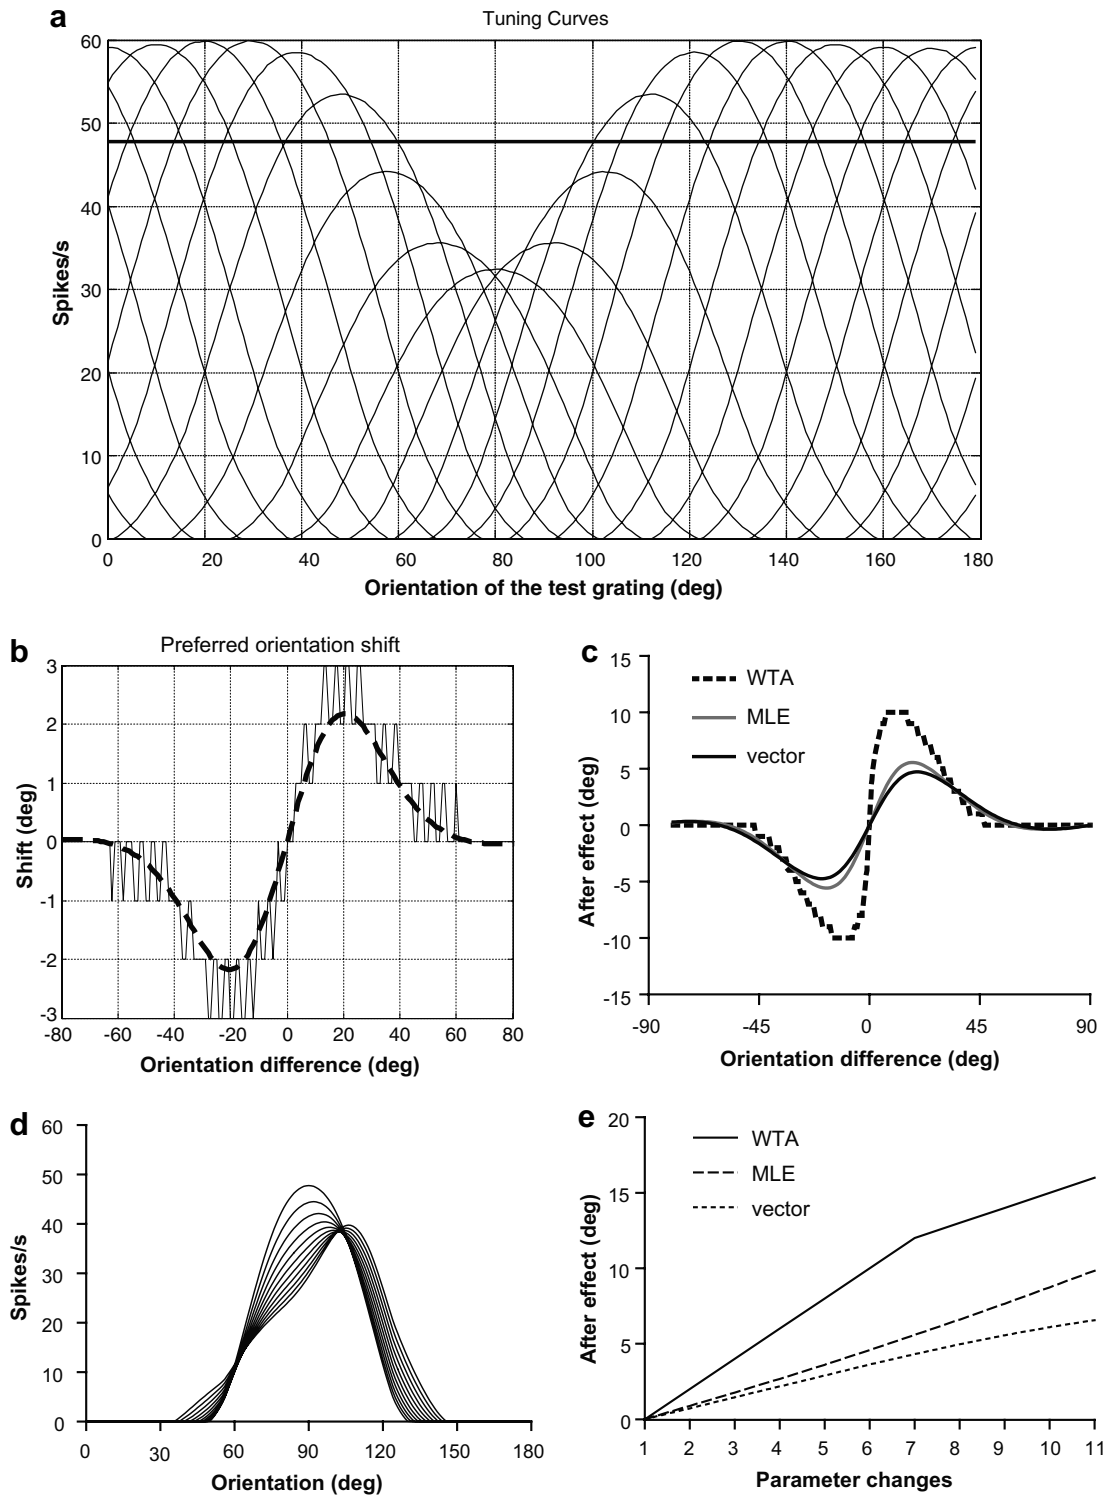 a
Tuning Curves
60
50
40
30
20
10
0
Spikes/s
0 20 40 60 80 100 120 140 160 180
Orientation of the test grating (deg)
b
Preferred orientation shift
3
2
1
0
-1
-2
-3
Shift (deg)
-80 -60 -40 -20 0 20 40 60 80
Orientation difference (deg)
c
15
10
5
0
-5
-10
-15
After effect (deg)
WTA
MLE
vector
-90 -45 0 45 90
Orientation difference (deg)
d
60
50
40
30
20
10
0
Spikes/s
0 30 60 90 120 150 180
Orientation (deg)
e
20
15
10
5
0
After effect (deg)
WTA
MLE
vector
1 2 3 4 5 6 7 8 9 10 11
Parameter changes